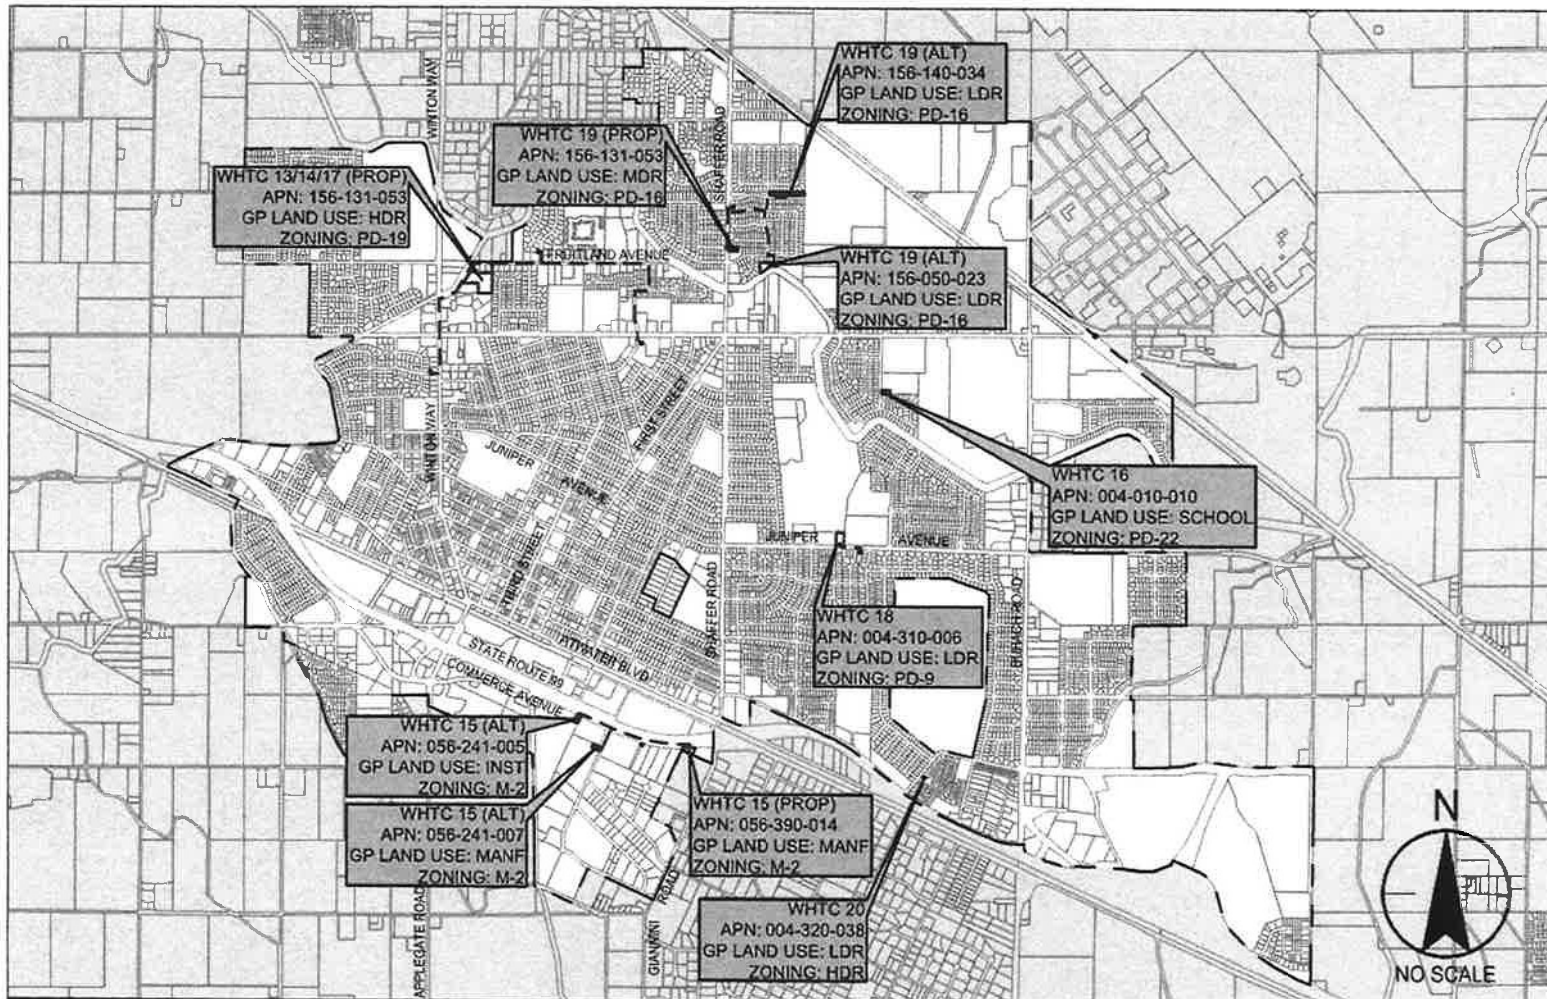 WHTC 19 (ALT)
APN: 156-140-034
GP LAND USE: LDR
ZONING: PD-16
WHTC 19 (PROP)
APN: 156-131-053
GP LAND USE: MDR
ZONING: PD-16
WHTC 13/14/17 (PROP)
APN: 156-131-053
GP LAND USE: HDR
ZONING: PD-19
WINTON WAY
SHAFFER ROAD
FRUITLAND AVENUE
WHTC 19 (ALT)
APN: 156-050-023
GP LAND USE: LDR
ZONING: PD-16
WINTON WAY
FIRST STREET
JUNIPER
AVENUE
THIRD STREET
WHTC 16
APN: 004-010-010
GP LAND USE: SCHOOL
ZONING: PD-22
JUNIPER
AVENUE
SHAFFER ROAD
BUHACH ROAD
WHTC 18
APN: 004-310-006
GP LAND USE: LDR
ZONING: PD-9
ATWATER BLVD
STATE ROUTE 99
COMMERCE AVENUE
WHTC 15 (ALT)
APN: 056-241-005
GP LAND USE: INST
ZONING: M-2
WHTC 15 (ALT)
APN: 056-241-007
GP LAND USE: MANF
ZONING: M-2
WHTC 15 (PROP)
APN: 056-390-014
GP LAND USE: MANF
ZONING: M-2
WHTC 20
APN: 004-320-038
GP LAND USE: LDR
ZONING: HDR
APPLEGATE ROAD
GIANNINI ROAD
N
NO SCALE